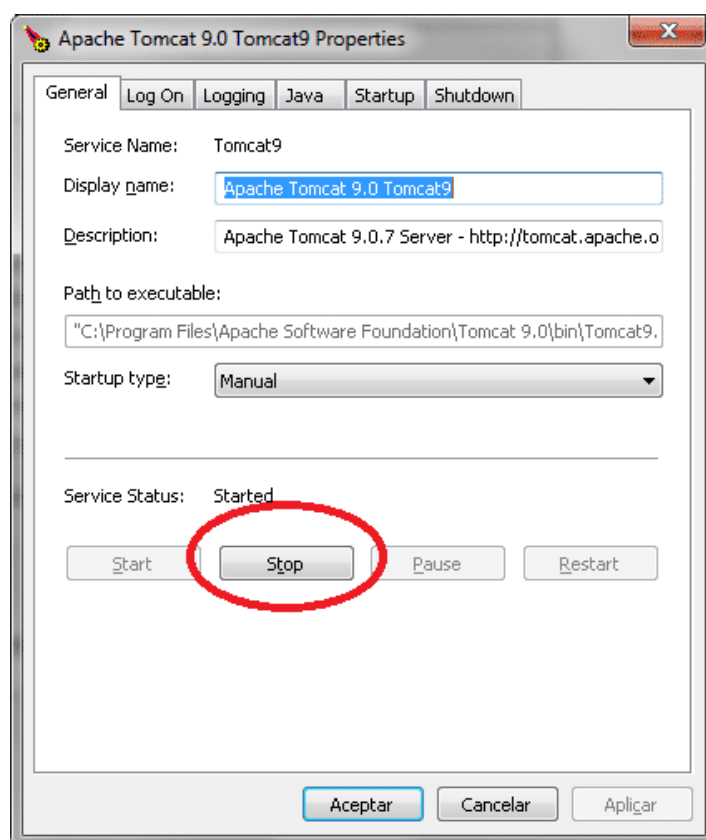 Apache Tomcat 9.0 Tomcat9 Properties
General Log On Logging Java Startup Shutdown
Service Name: Tomcat9
Display name: Apache Tomcat 9.0 Tomcat9
Description: Apache Tomcat 9.0.7 Server - http://tomcat.apache.o
Path to executable:
"C:\Program Files\Apache Software Foundation\Tomcat 9.0\bin\Tomcat9.
Startup type: Manual
Service Status: Started
Start Stop Pause Restart
Aceptar Cancelar Aplicar